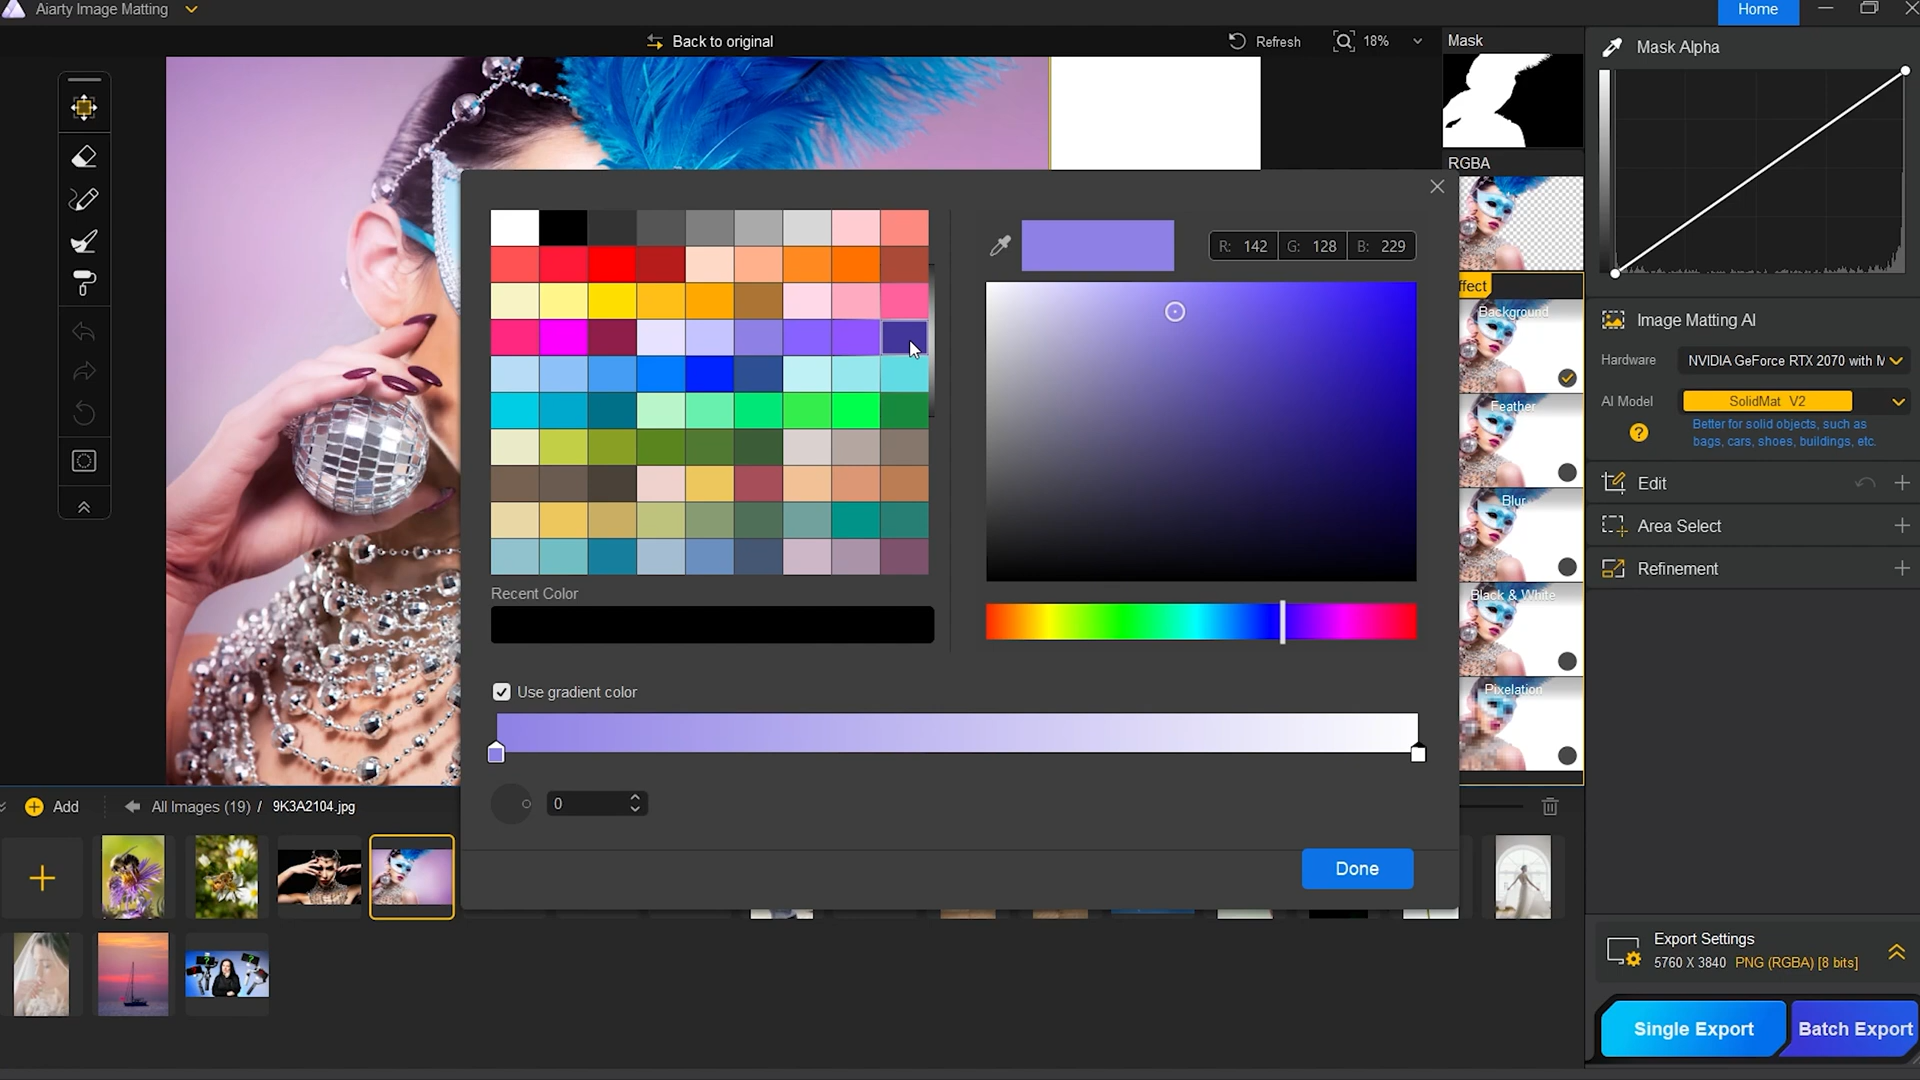 Aiarty Image Matting
Home
Back to original
Refresh
18%
Mask
Mask Alpha
RGBA
R: 142 G: 128 B: 229
ffect
Background
Image Matting AI
Hardware NVIDIA GeForce RTX 2070 with M
AI Model SolidMat V2
Better for solid objects, such as
bags, cars, shoes, buildings, etc.
Feather
Edit
Blur
Area Select
Refinement
Recent Color
Black & White
Use gradient color
Pixelation
Add
All Images (19) / 9K3A2104.jpg
0
Done
Export Settings
5760 X 3840 PNG (RGBA) [8 bits]
Single Export
Batch Export